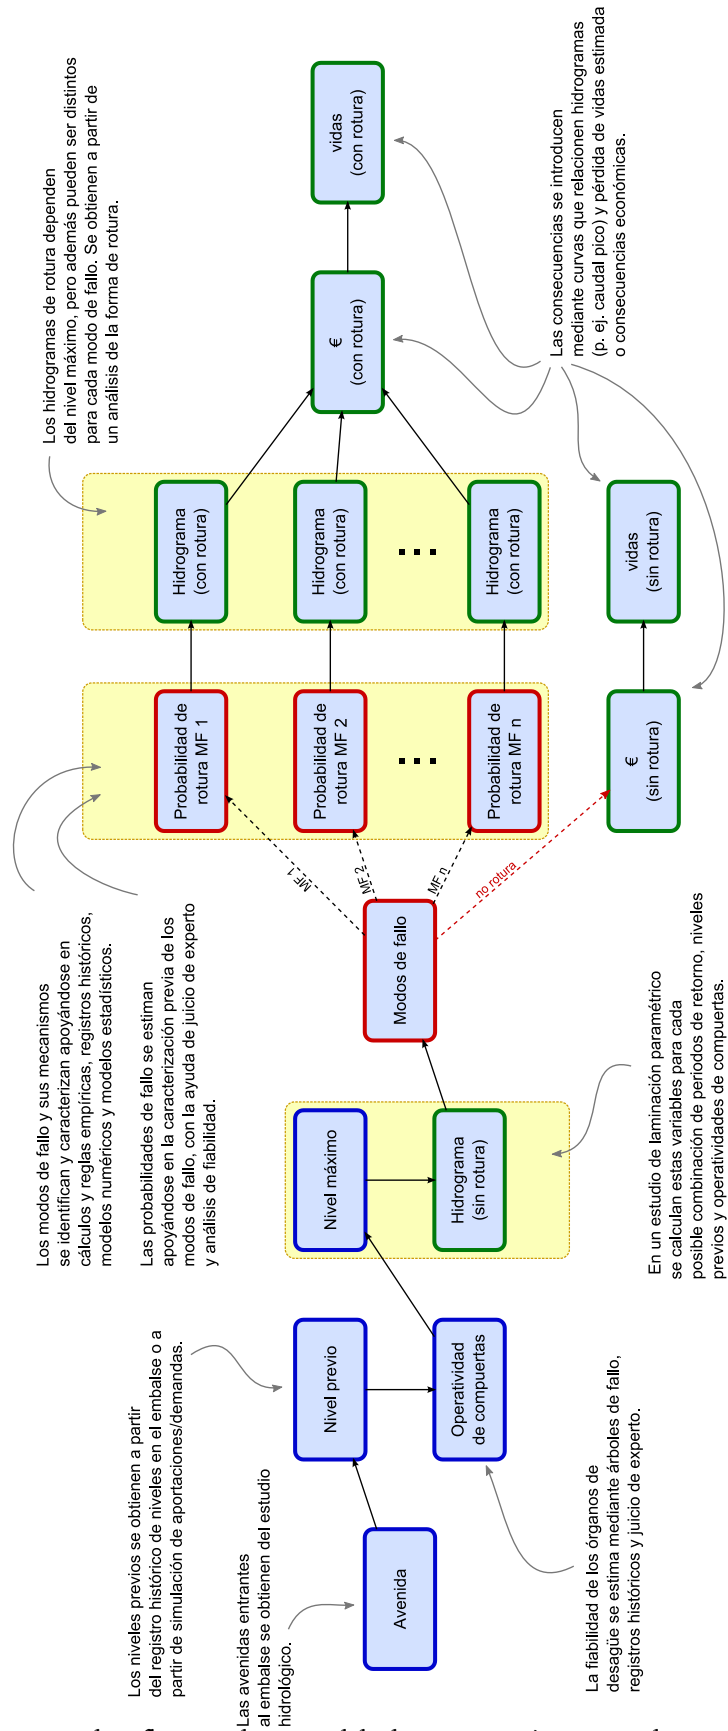 Los modos de fallo y sus mecanismos
se identifican y caracterizan apoyándose en
cálculos y reglas empíricas, registros históricos,
modelos numéricos y modelos estadísticos.
Los hidrogramas de rotura dependen
del nivel máximo, pero además pueden ser distintos
para cada modo de fallo. Se obtienen a partir de
un análisis de la forma de rotura.
Los niveles previos se obtienen a partir
del registro histórico de niveles en el embalse o a
partir de simulación de aportaciones/demandas.
Las probabilidades de fallo se estiman
apoyándose en la caracterización previa de los
modos de fallo, con la ayuda de juicio de experto
y análisis de fiabilidad.
Las avenidas entrantes
al embalse se obtienen del estudio
hidrológico.
Avenida
Nivel previo
Operatividad
de compuertas
Nivel máximo
Hidrograma
(sin rotura)
Modos de fallo
MF 1
MF 2
MF n
no rotura
Probabilidad de
rotura MF 1
Probabilidad de
rotura MF 2
...
Probabilidad de
rotura MF n
Hidrograma
(con rotura)
Hidrograma
(con rotura)
...
Hidrograma
(con rotura)
€
(con rotura)
vidas
(con rotura)
€
(sin rotura)
vidas
(sin rotura)
La fiabilidad de los órganos de
desagüe se estima mediante árboles de fallo,
registros históricos y juicio de experto.
En un estudio de laminación paramétrico
se calculan estas variables para cada
posible combinación de periodos de retorno, niveles
previos y operatividades de compuertas.
Las consecuencias se introducen
mediante curvas que relacionen hidrogramas
(p. ej. caudal pico) y pérdida de vidas estimada
o consecuencias económicas.